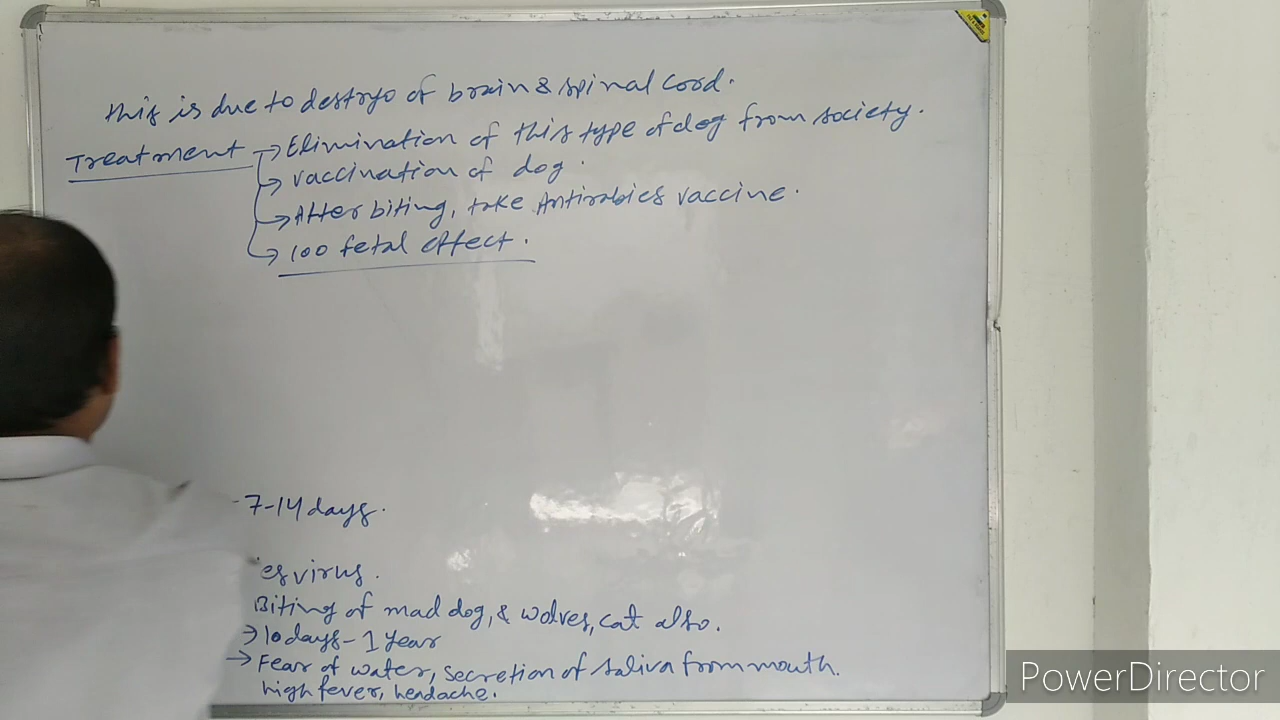 This is due to destryo of brain & spinal cord.
Treatment → Elimination of this type of dog from society.
→ vaccination of dog.
→ After biting, take Antirabies vaccine.
→ 100 fetal effect.
- 7-14 days.
es virus.
Biting of mad dog, & wolves, cat also.
→ 10 days - 1 year
→ Fear of water, secretion of saliva from mouth.
high fever, headache.
PowerDirector